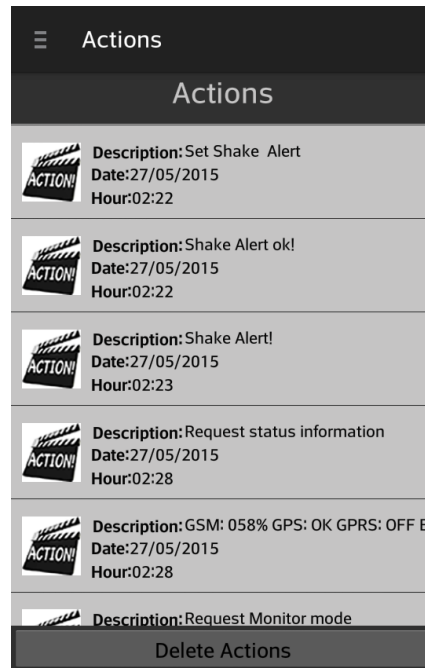 Actions
Actions
ACTION!
Description: Set Shake Alert
Date:27/05/2015
Hour:02:22
ACTION!
Description: Shake Alert ok!
Date:27/05/2015
Hour:02:22
ACTION!
Description: Shake Alert!
Date:27/05/2015
Hour:02:23
ACTION!
Description: Request status information
Date:27/05/2015
Hour:02:28
ACTION!
Description: GSM: 058% GPS: OK GPRS: OFF
Date:27/05/2015
Hour:02:28
Description: Request Monitor mode
Delete Actions